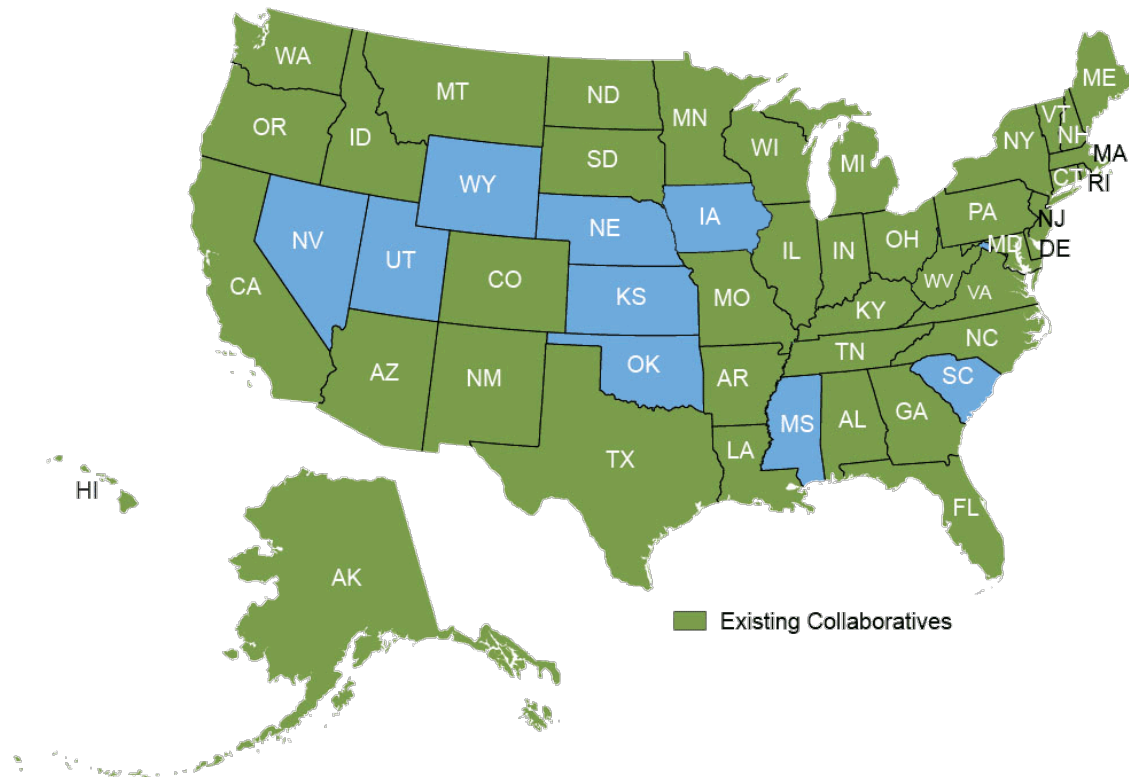 WA
MT
ND
MN
ME
VT
NH
OR
ID
SD
WI
MI
NY
MA
CT
RI
WY
IA
PA
NJ
NV
UT
NE
IL
IN
OH
MD
DE
CA
CO
KS
MO
WV
VA
KY
AZ
NM
OK
AR
TN
NC
SC
TX
LA
MS
AL
GA
FL
HI
AK
Existing Collaboratives